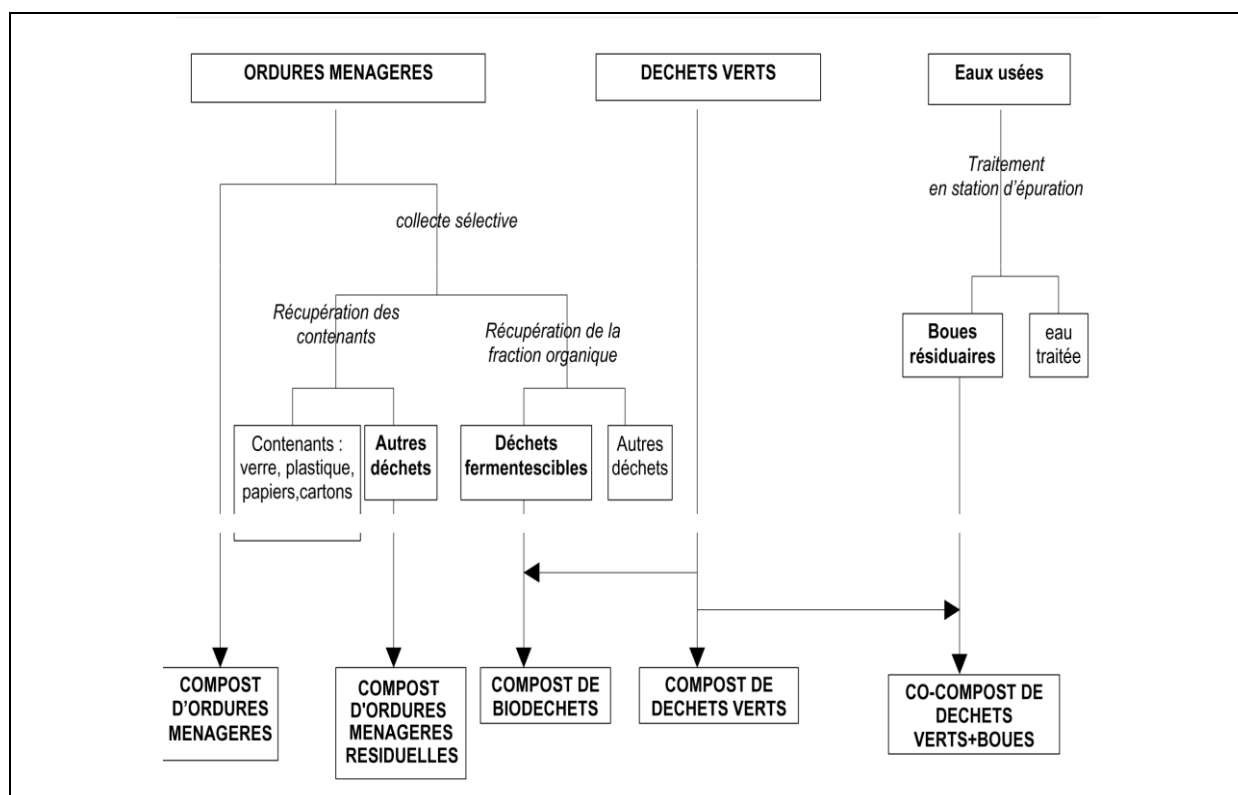 ORDURES MENAGERES
DECHETS VERTS
Eaux usées
Traitement
en station d'épuration
collecte sélective
Récupération des
contenants
Récupération de la
fraction organique
Boues
résiduaires
eau
traitée
Contenants :
verre, plastique,
papiers,cartons
Autres
déchets
Déchets
fermentescibles
Autres
déchets
COMPOST
D'ORDURES
MENAGERES
COMPOST
D'ORDURES
MENAGERES
RESIDUELLES
COMPOST DE
BIODECHETS
COMPOST DE
DECHETS VERTS
CO-COMPOST DE
DECHETS
VERTS+BOUES